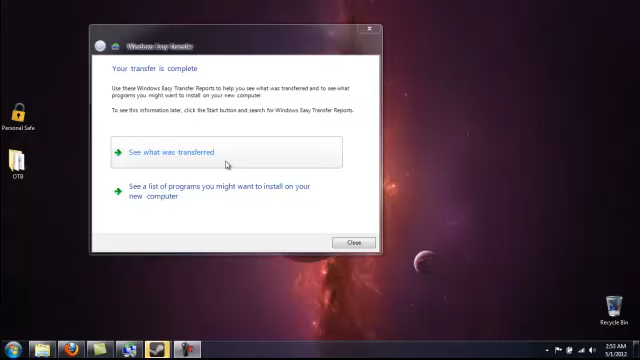 Windows Easy Transfer
Your transfer is complete
Use these Windows Easy Transfer Reports to help you see what was transferred and to see what
programs you might want to install on your new computer.
To see this information later, click the Start button and search for Windows Easy Transfer Reports.
See what was transferred
See a list of programs you might want to install on your
new computer
Close
Personal Safe
OTB
Recycle Bin
2:53 AM
5/1/2012